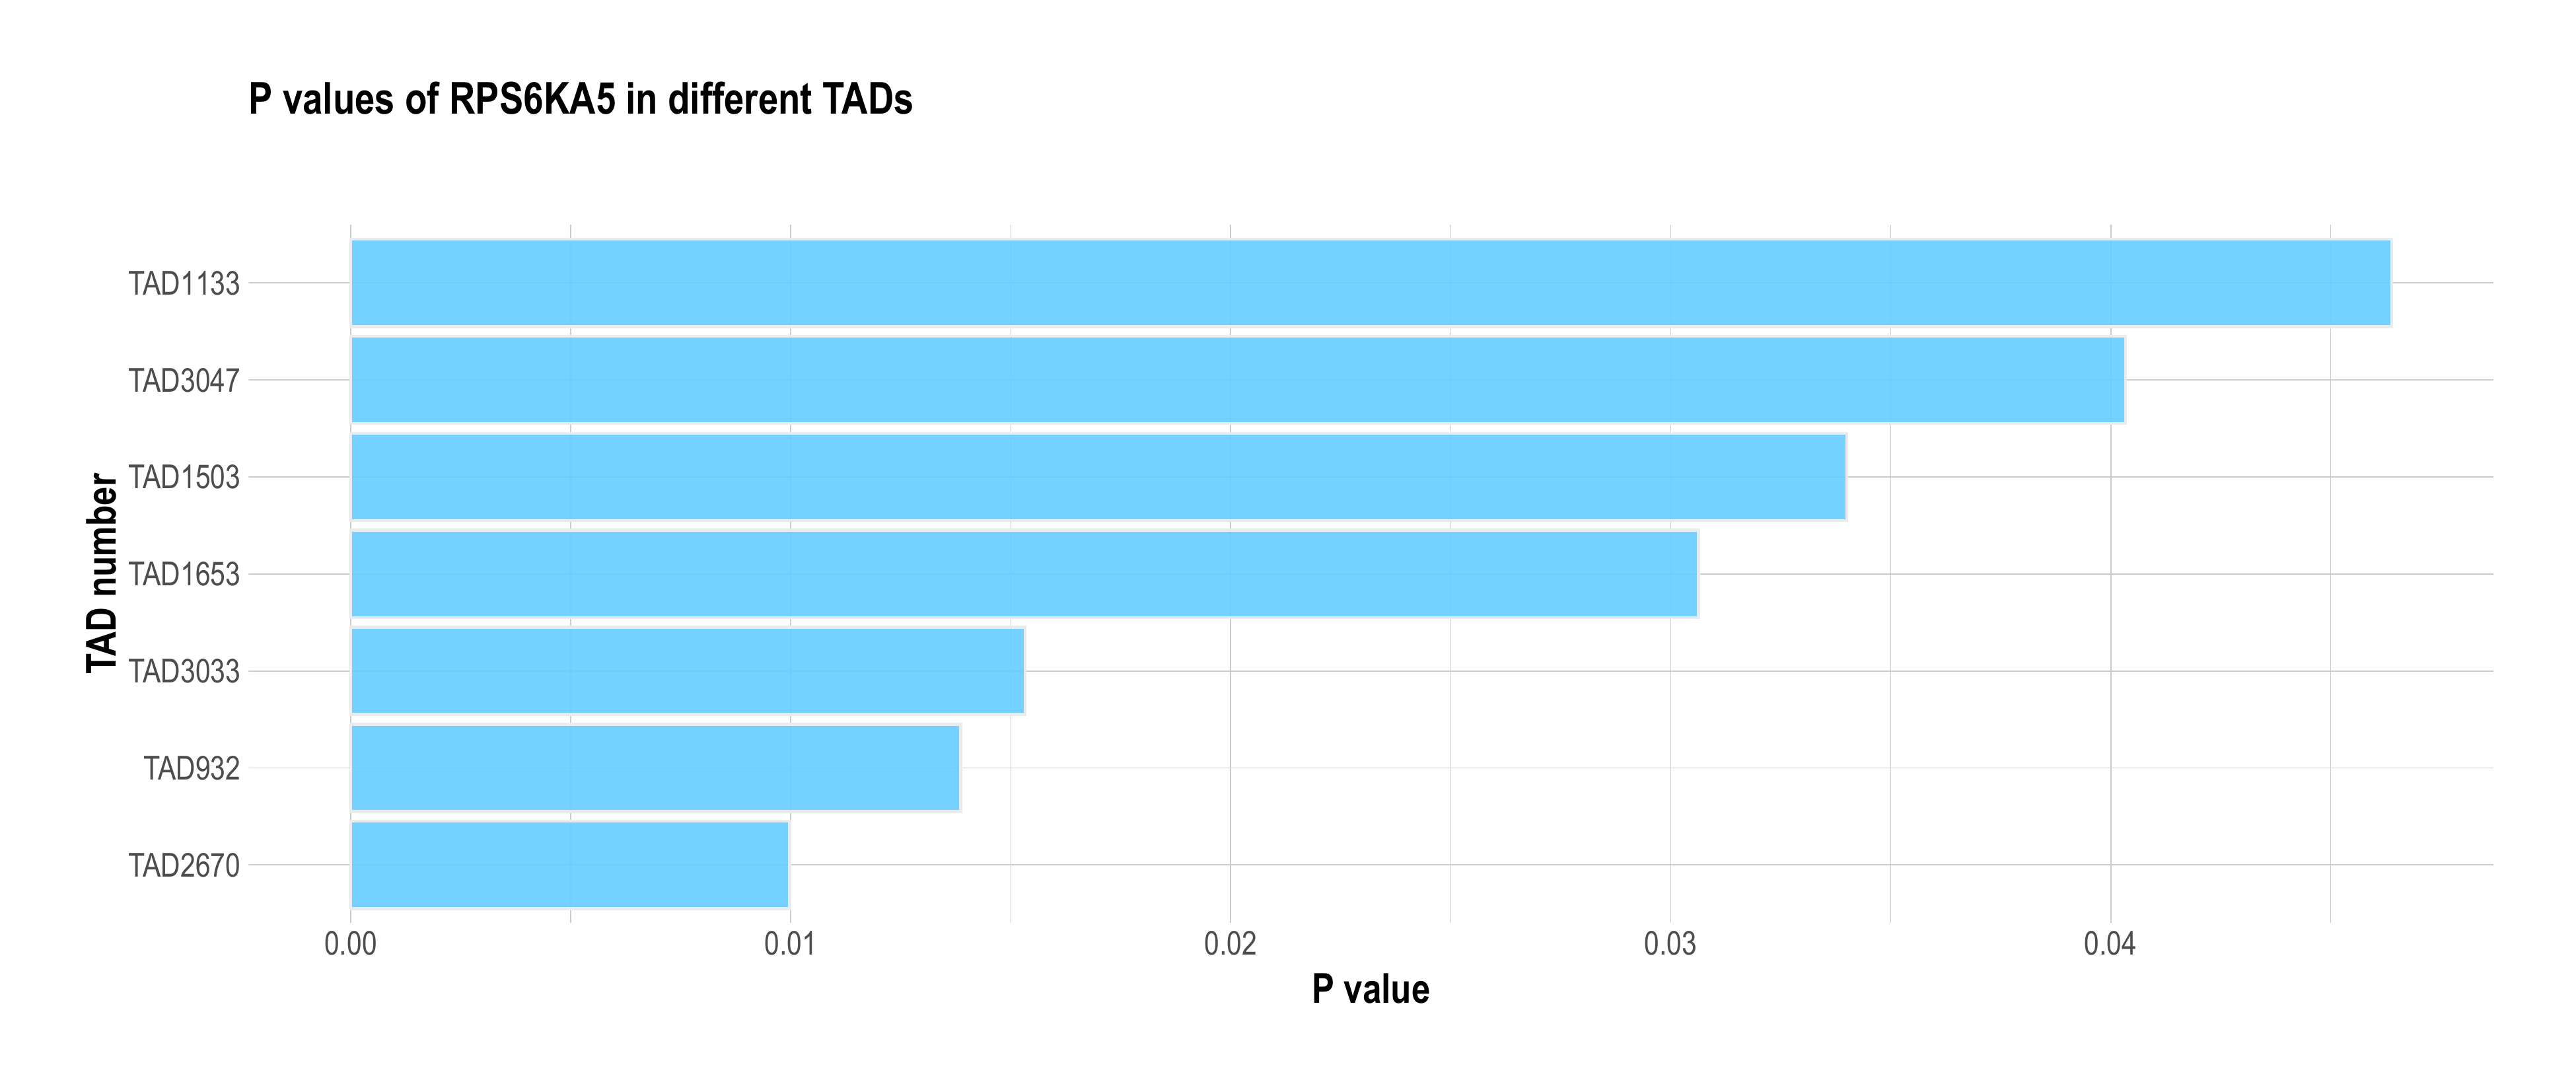 P values of RPS6KA5 in different TADs
TAD number
TAD1133
TAD3047
TAD1503
TAD1653
TAD3033
TAD932
TAD2670
0.00 0.01 0.02 0.03 0.04
P value